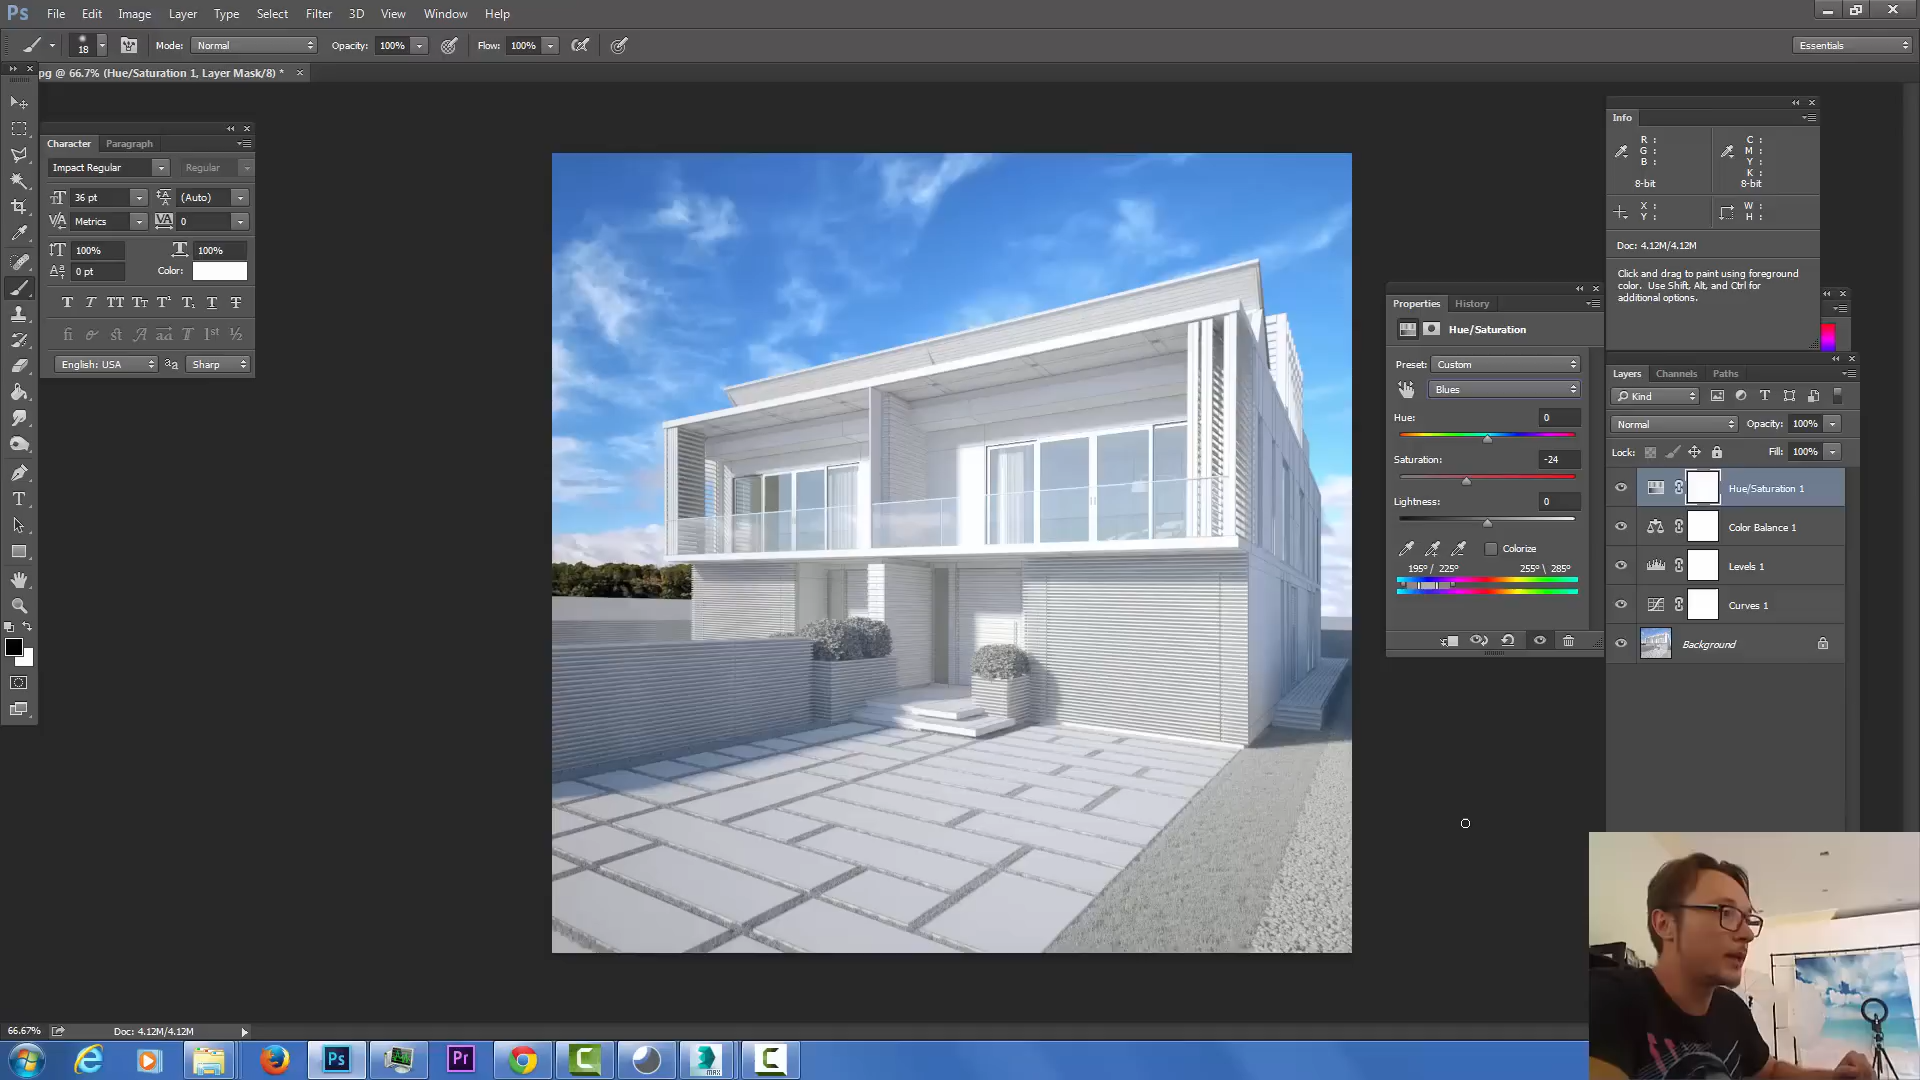 Ps File Edit Image Layer Type Select Filter 3D View Window Help
18 Mode: Normal Opacity: 100% Flow: 100% Essentials
pg @ 66.7% (Hue/Saturation 1, Layer Mask/8) * ×
Character Paragraph
Impact Regular Regular
36 pt (Auto)
Metrics 0
100% 100%
0 pt Color:
English: USA aa Sharp
Info
R : C :
G : M :
B : Y :
K :
8-bit 8-bit
X : W :
Y : H :
Doc: 4.12M/4.12M
Click and drag to paint using foreground
color. Use Shift, Alt, and Ctrl for
additional options.
Properties History
Hue/Saturation
Preset: Custom
Blues
Hue: 0
Saturation: -24
Lightness: 0
Colorize
195°/ 225° 255°\ 285°
Layers Channels Paths
Kind
Normal Opacity: 100%
Lock: Fill: 100%
Hue/Saturation 1
Color Balance 1
Levels 1
Curves 1
Background
66.67% Doc: 4.12M/4.12M
Ps Pr C MAX C